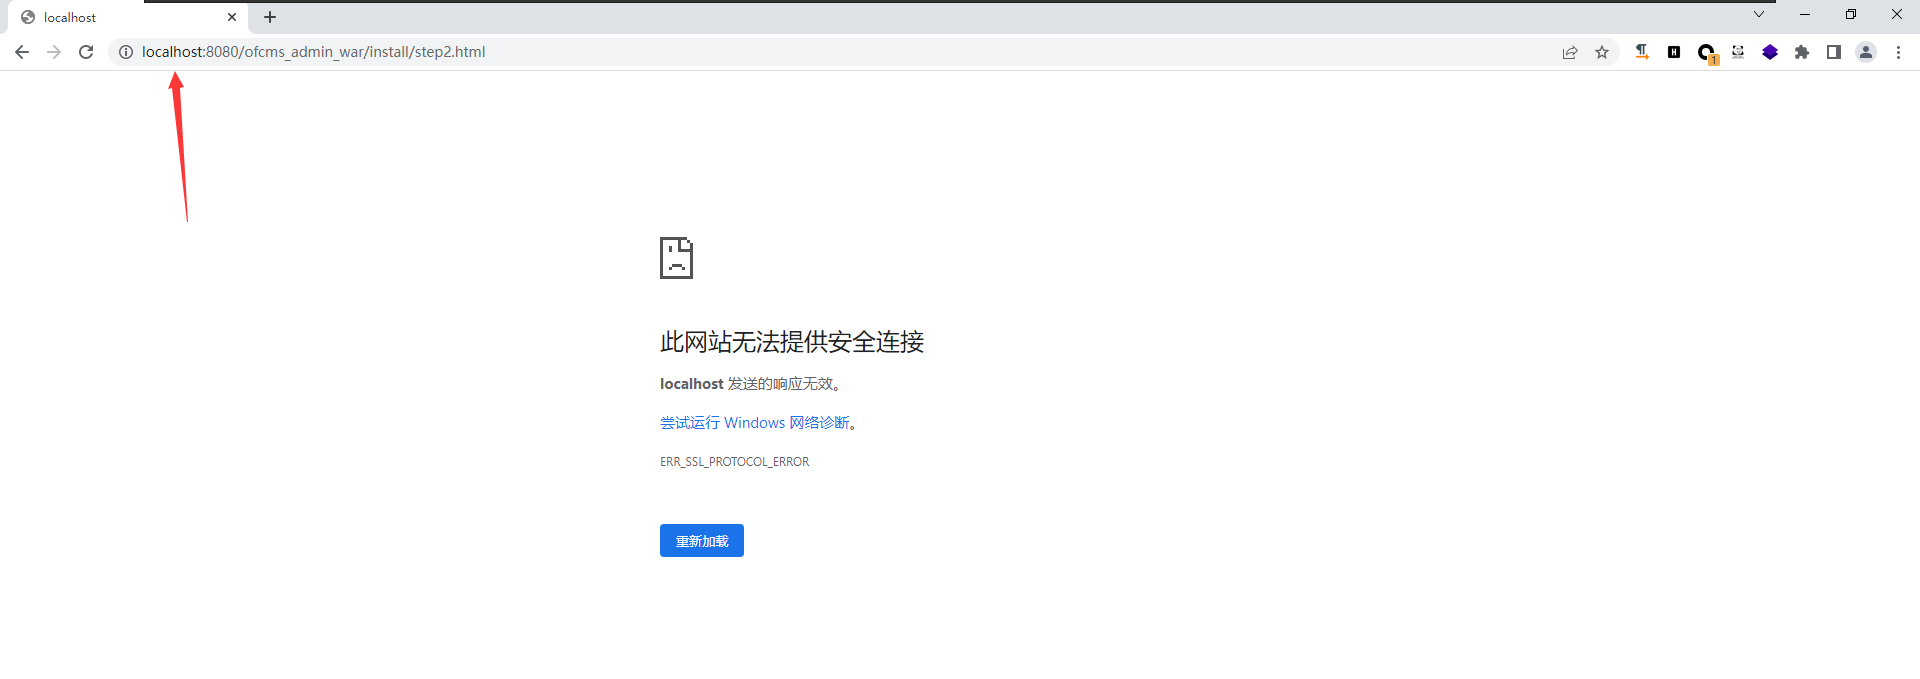 localhost
localhost:8080/ofcms_admin_war/install/step2.html
1
此网站无法提供安全连接
localhost 发送的响应无效。
尝试运行 Windows 网络诊断。
ERR_SSL_PROTOCOL_ERROR
重新加载